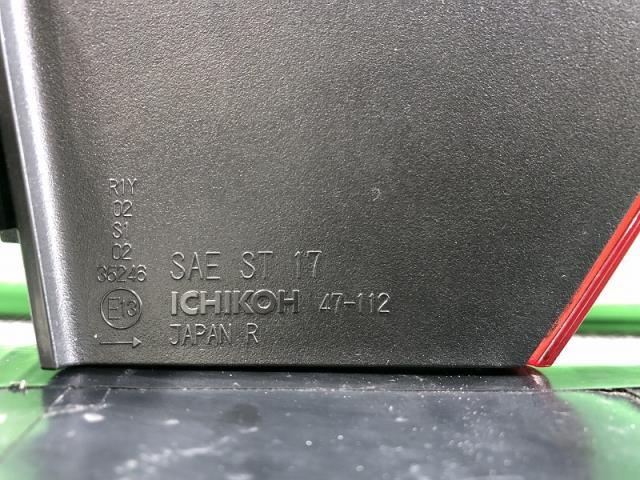 R1Y
02
S1
02
36246
E13
SAE ST 17
ICHIKOH 47-112
JAPAN R